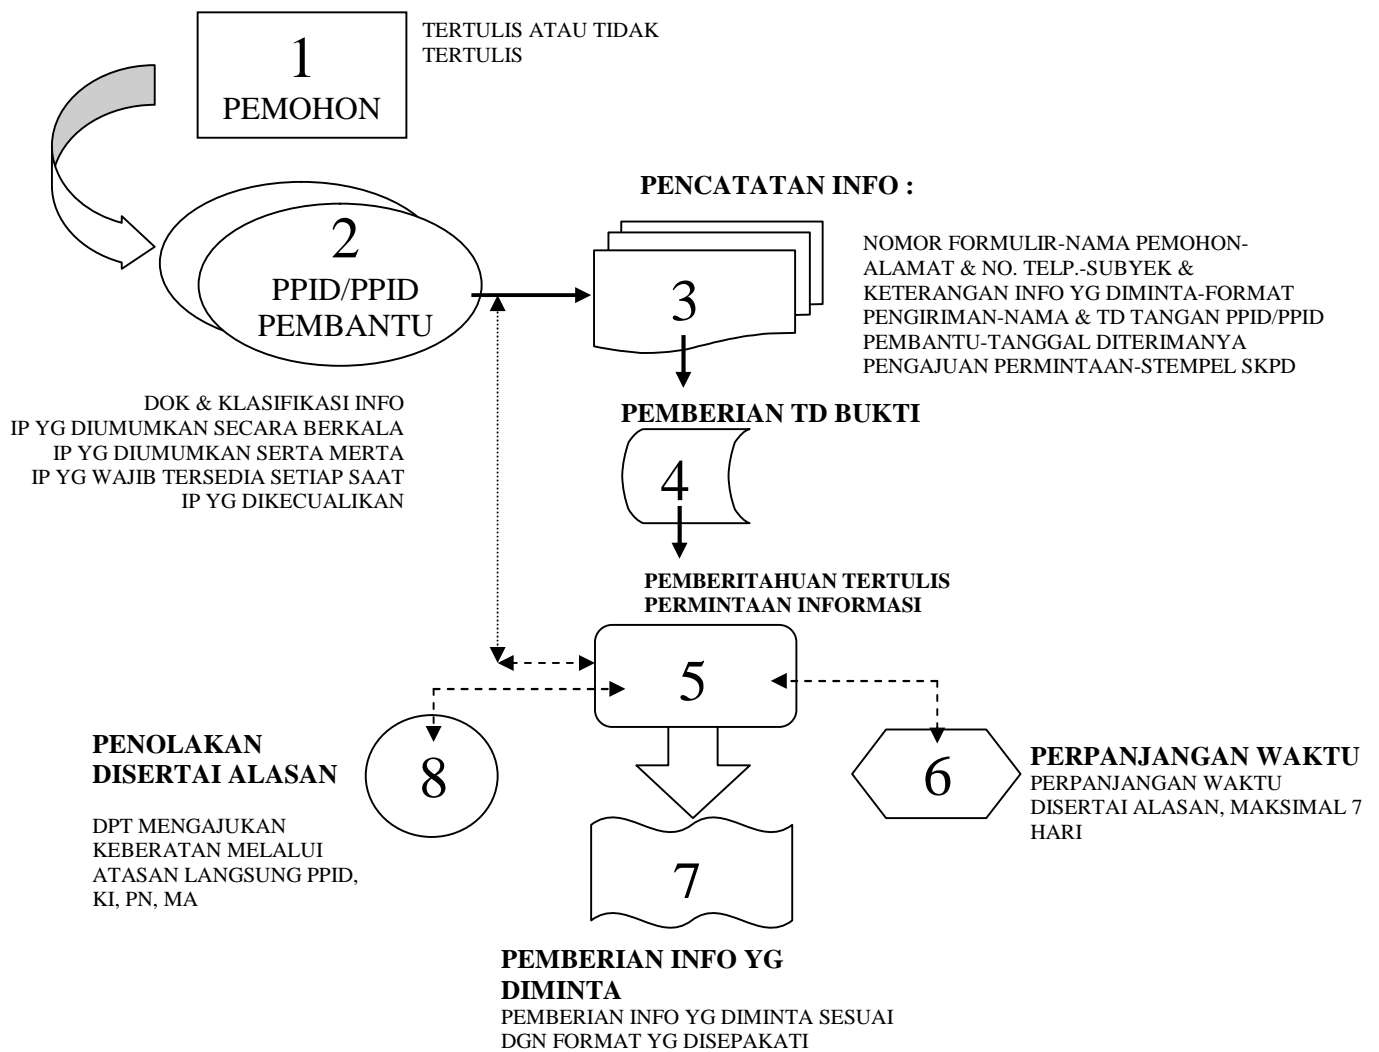 1
PEMOHON
TERTULIS ATAU TIDAK
TERTULIS
2
PPID/PPID
PEMBANTU
DOK & KLASIFIKASI INFO
IP YG DIUMUMKAN SECARA BERKALA
IP YG DIUMUMKAN SERTA MERTA
IP YG WAJIB TERSEDIA SETIAP SAAT
IP YG DIKECUALIKAN
PENCATATAN INFO :
3
NOMOR FORMULIR-NAMA PEMOHON-
ALAMAT & NO. TELP.-SUBYEK &
KETERANGAN INFO YG DIMINTA-FORMAT
PENGIRIMAN-NAMA & TD TANGAN PPID/PPID
PEMBANTU-TANGGAL DITERIMANYA
PENGAJUAN PERMINTAAN-STEMPEL SKPD
PEMBERIAN TD BUKTI
4
PEMBERITAHUAN TERTULIS
PERMINTAAN INFORMASI
5
6
PERPANJANGAN WAKTU
PERPANJANGAN WAKTU
DISERTAI ALASAN, MAKSIMAL 7
HARI
7
PEMBERIAN INFO YG
DIMINTA
PEMBERIAN INFO YG DIMINTA SESUAI
DGN FORMAT YG DISEPAKATI
8
PENOLAKAN
DISERTAI ALASAN
DPT MENGAJUKAN
KEBERATAN MELALUI
ATASAN LANGSUNG PPID,
KI, PN, MA